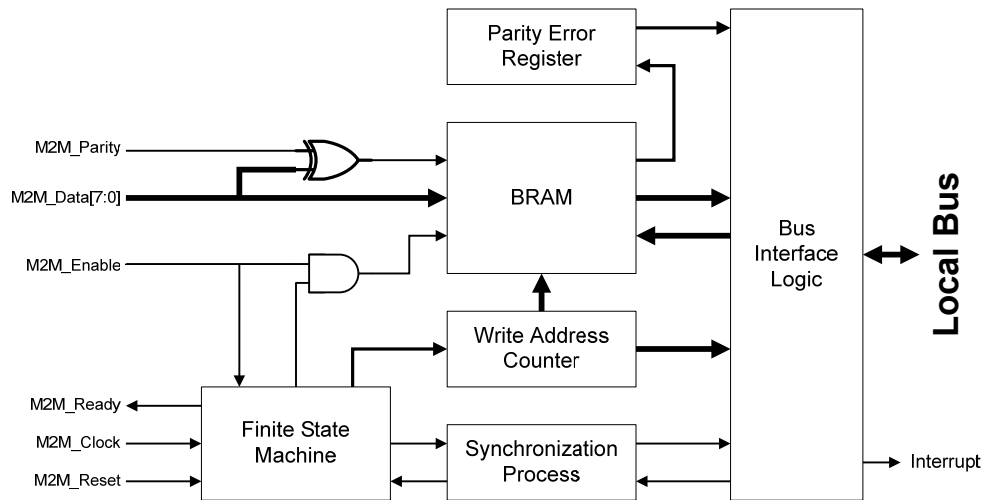 Parity Error
Register
M2M_Parity
M2M_Data[7:0]
BRAM
M2M_Enable
Bus
Interface
Logic
Local Bus
Write Address
Counter
M2M_Ready
M2M_Clock
M2M_Reset
Finite State
Machine
Synchronization
Process
Interrupt